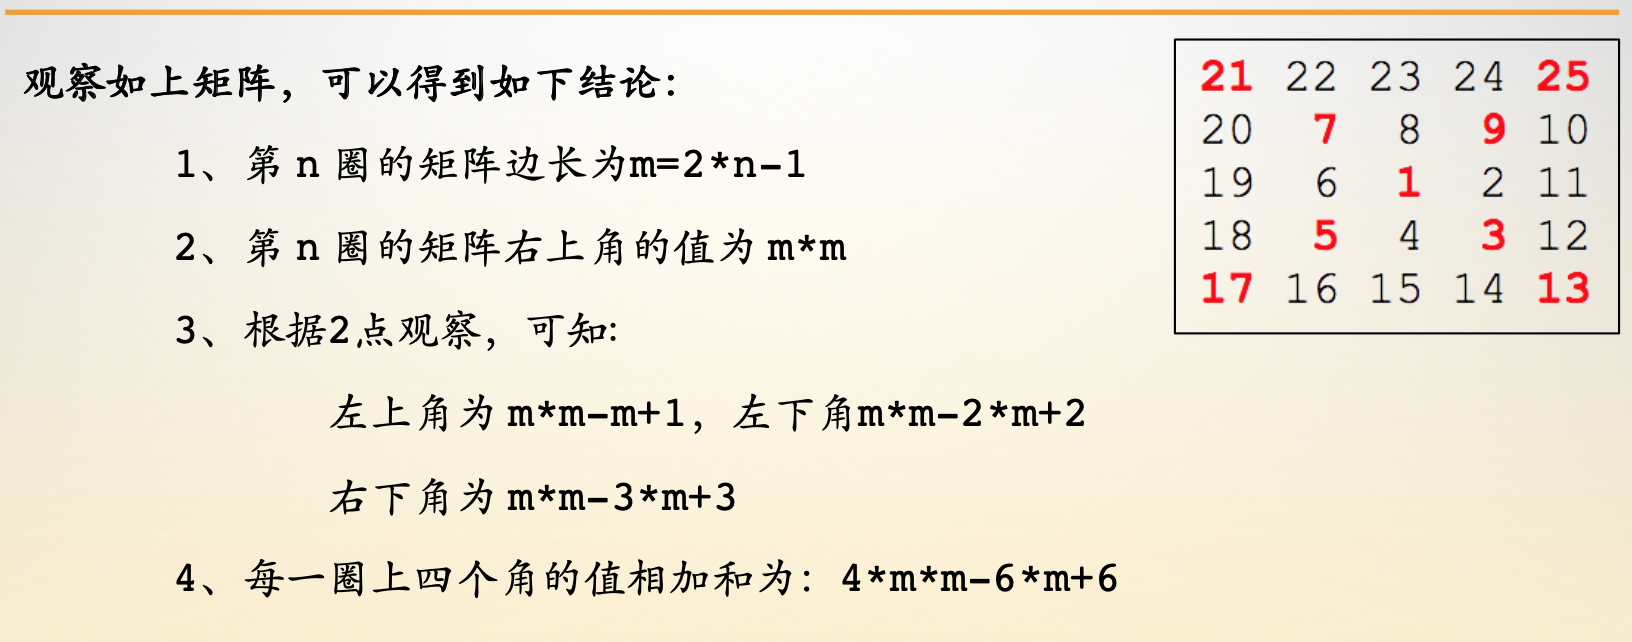 观察如上矩阵，可以得到如下结论：
1、第 n 圈的矩阵边长为m=2*n-1
2、第 n 圈的矩阵右上角的值为 m*m
3、根据2点观察，可知：
左上角为 m*m-m+1，左下角m*m-2*m+2
右下角为 m*m-3*m+3
4、每一圈上四个角的值相加和为：4*m*m-6*m+6
21 22 23 24 25
20 7 8 9 10
19 6 1 2 11
18 5 4 3 12
17 16 15 14 13